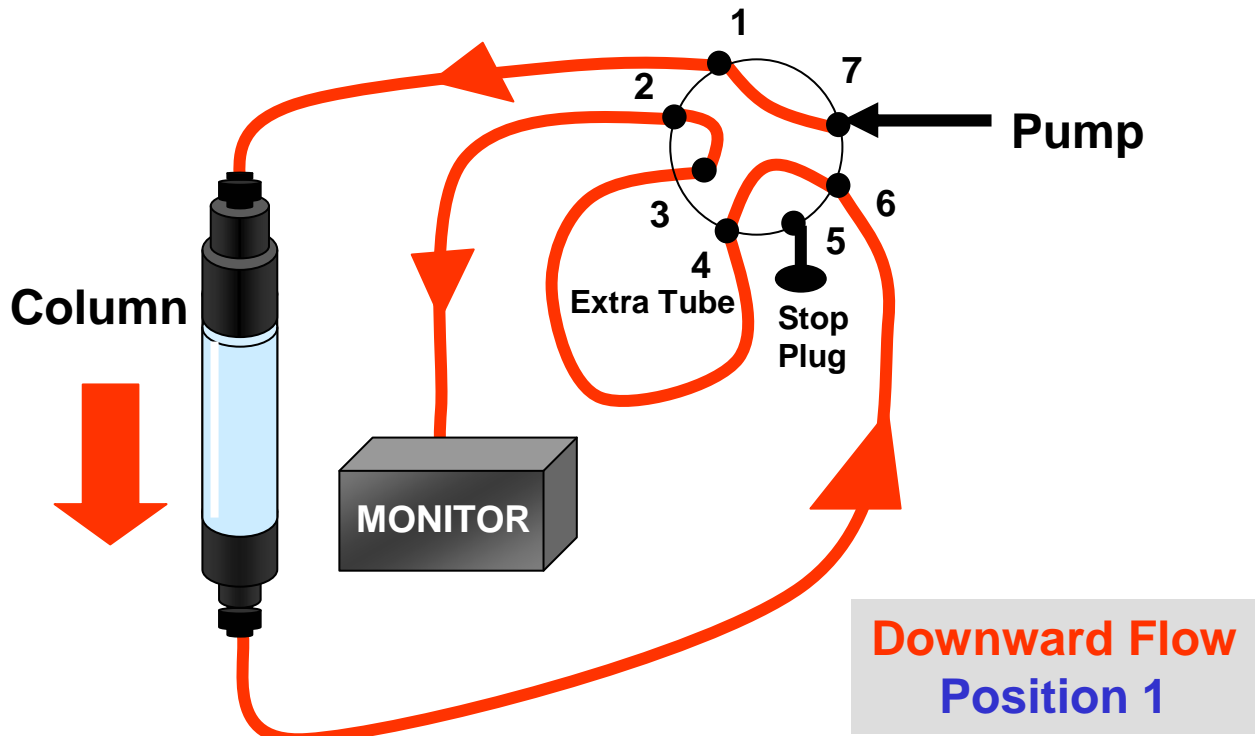 1
2
7
Pump
3
6
4
5
Extra Tube
Stop
Plug
Column
MONITOR
Downward Flow
Position 1